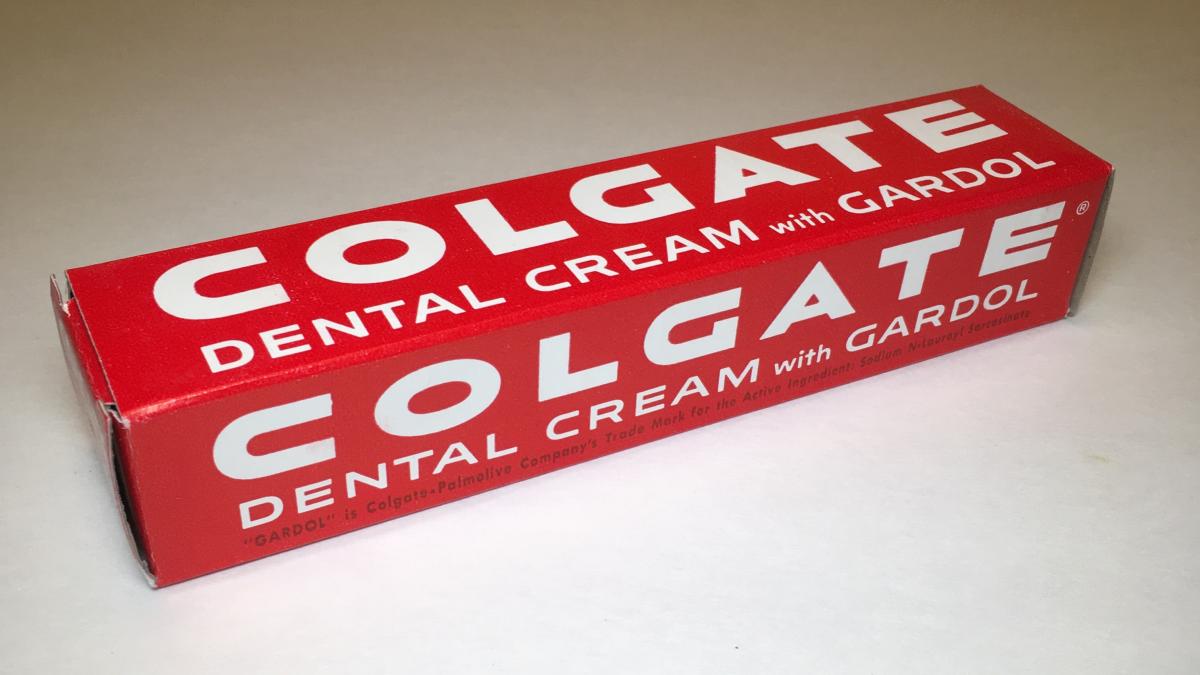 COLGATE
DENTAL CREAM with GARDOL
COLGATE®
DENTAL CREAM with GARDOL
"GARDOL" is Colgate-Palmolive Company's Trade Mark for the Active Ingredient: Sodium N-Lauroyl Sarcosinate